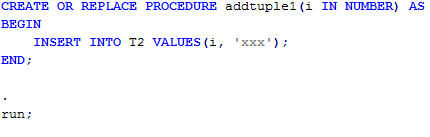 CREATE OR REPLACE PROCEDURE addtuple1(i IN NUMBER) AS
BEGIN
    INSERT INTO T2 VALUES(i, 'xxx');
END;
.
run;